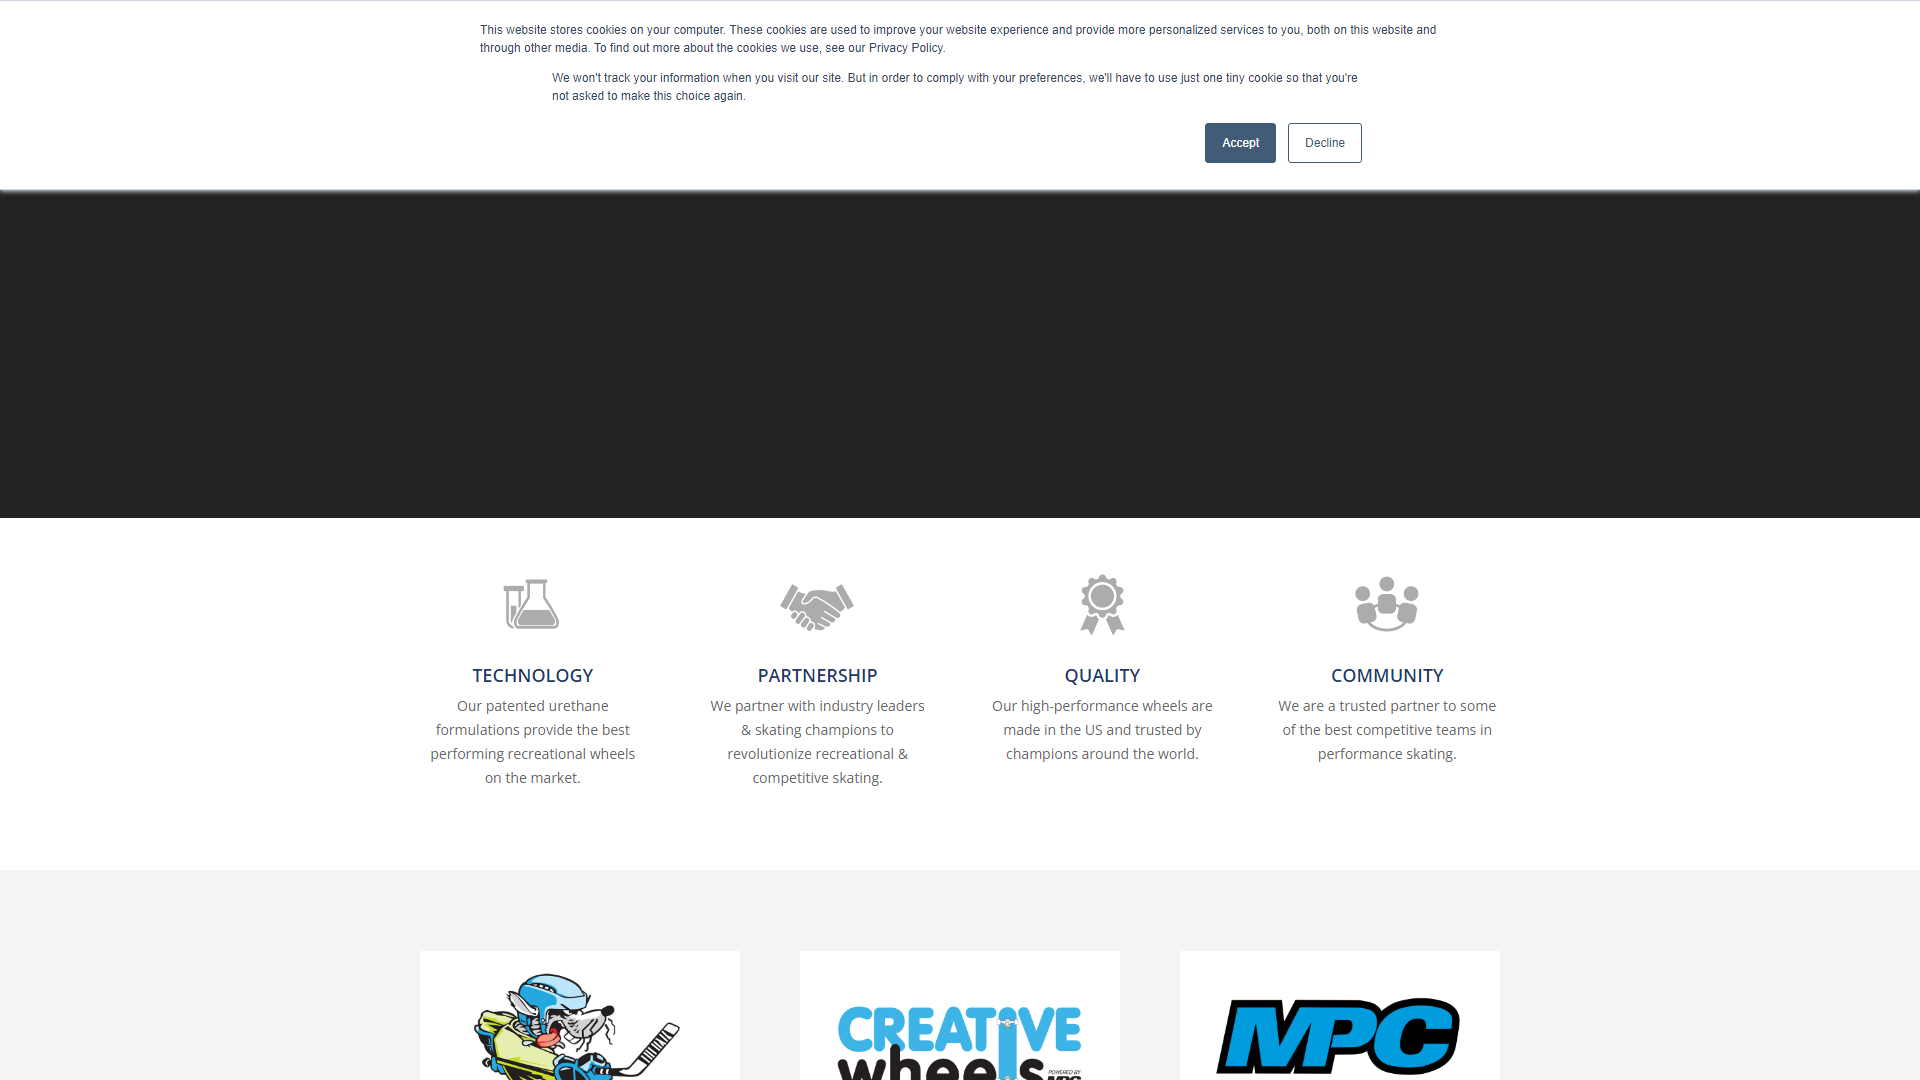 This website stores cookies on your computer. These cookies are used to improve your website experience and provide more personalized services to you, both on this website and
through other media. To find out more about the cookies we use, see our Privacy Policy.
We won't track your information when you visit our site. But in order to comply with your preferences, we'll have to use just one tiny cookie so that you're
not asked to make this choice again.
Accept
Decline
TECHNOLOGY
Our patented urethane
formulations provide the best
performing recreational wheels
on the market.
PARTNERSHIP
We partner with industry leaders
& skating champions to
revolutionize recreational &
competitive skating.
QUALITY
Our high-performance wheels are
made in the US and trusted by
champions around the world.
COMMUNITY
We are a trusted partner to some
of the best competitive teams in
performance skating.
CREATIVE
wheels
POWERED BY
MPC
MPC